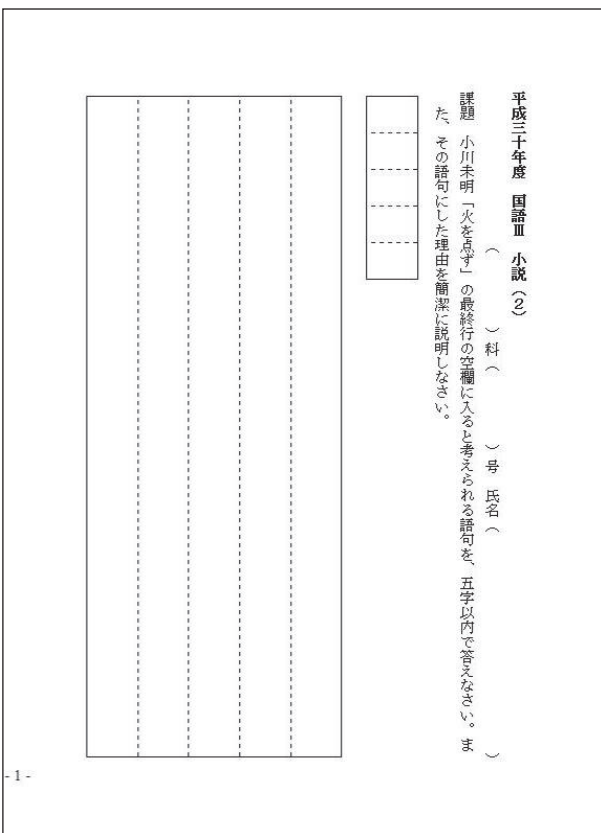 平成三十年度　国語Ⅲ　小説（２）
（　　　　）科（　　　　）号　氏名（　　　　　　　　　　）
課題　小川未明「火を点ず」の最終行の空欄に入ると考えられる語句を、五字以内で答えなさい。ま
た、その語句にした理由を簡潔に説明しなさい。
- 1 -